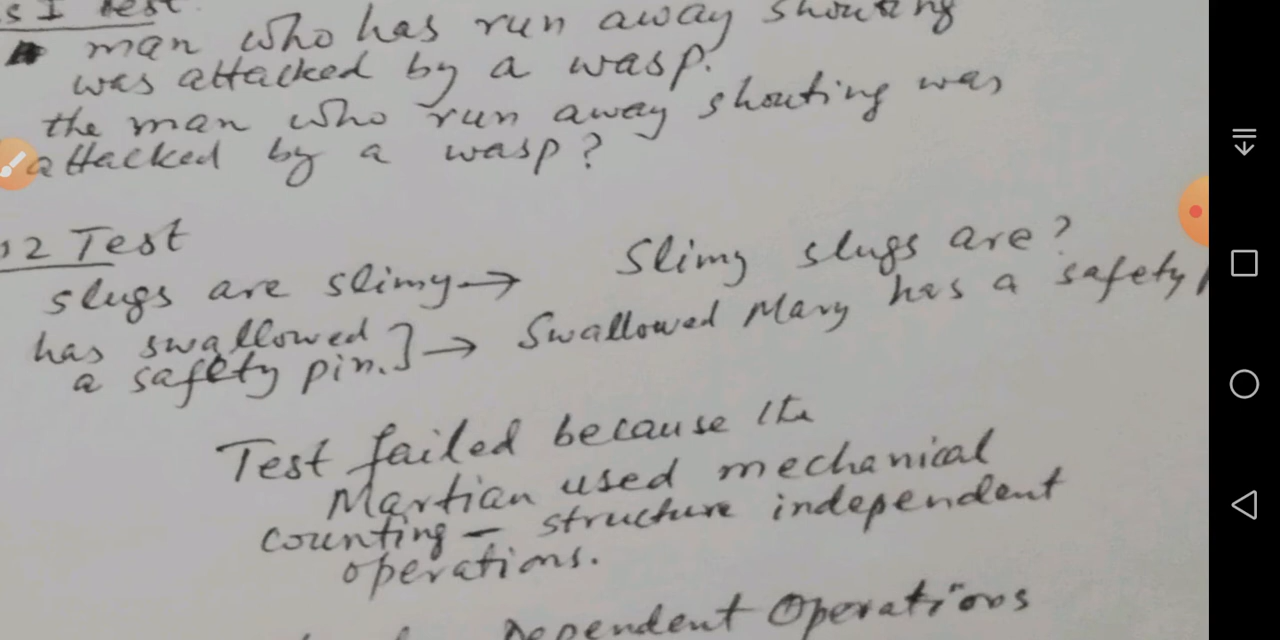 s I Test
A man who has run away shouting
was attacked by a wasp.
the man who run away shouting was
attacked by a wasp?
s 2 Test
slugs are slimy → Slimy slugs are?
has swallowed
a safety pin.] → Swallowed Mary has a safety
Test failed because the
Martian used mechanical
counting – structure independent
operations.
Dependent Operations